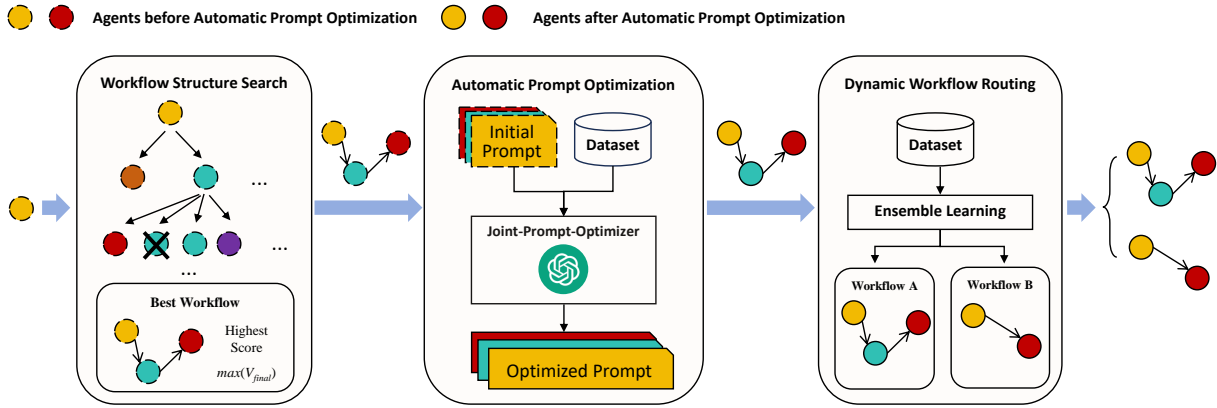 Agents before Automatic Prompt Optimization
Agents after Automatic Prompt Optimization
Workflow Structure Search
...
...
...
Best Workflow
Highest
Score
max(V_final)
Automatic Prompt Optimization
Initial
Prompt
Dataset
Joint-Prompt-Optimizer
Optimized Prompt
Dynamic Workflow Routing
Dataset
Ensemble Learning
Workflow A
Workflow B